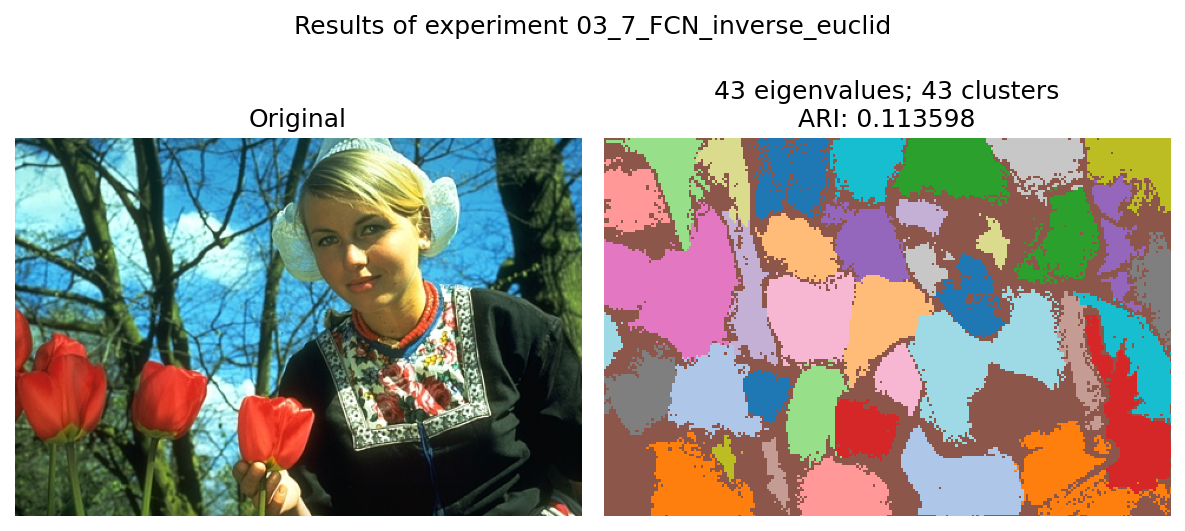 Results of experiment 03_7_FCN_inverse_euclid
Original
43 eigenvalues; 43 clusters
ARI: 0.113598